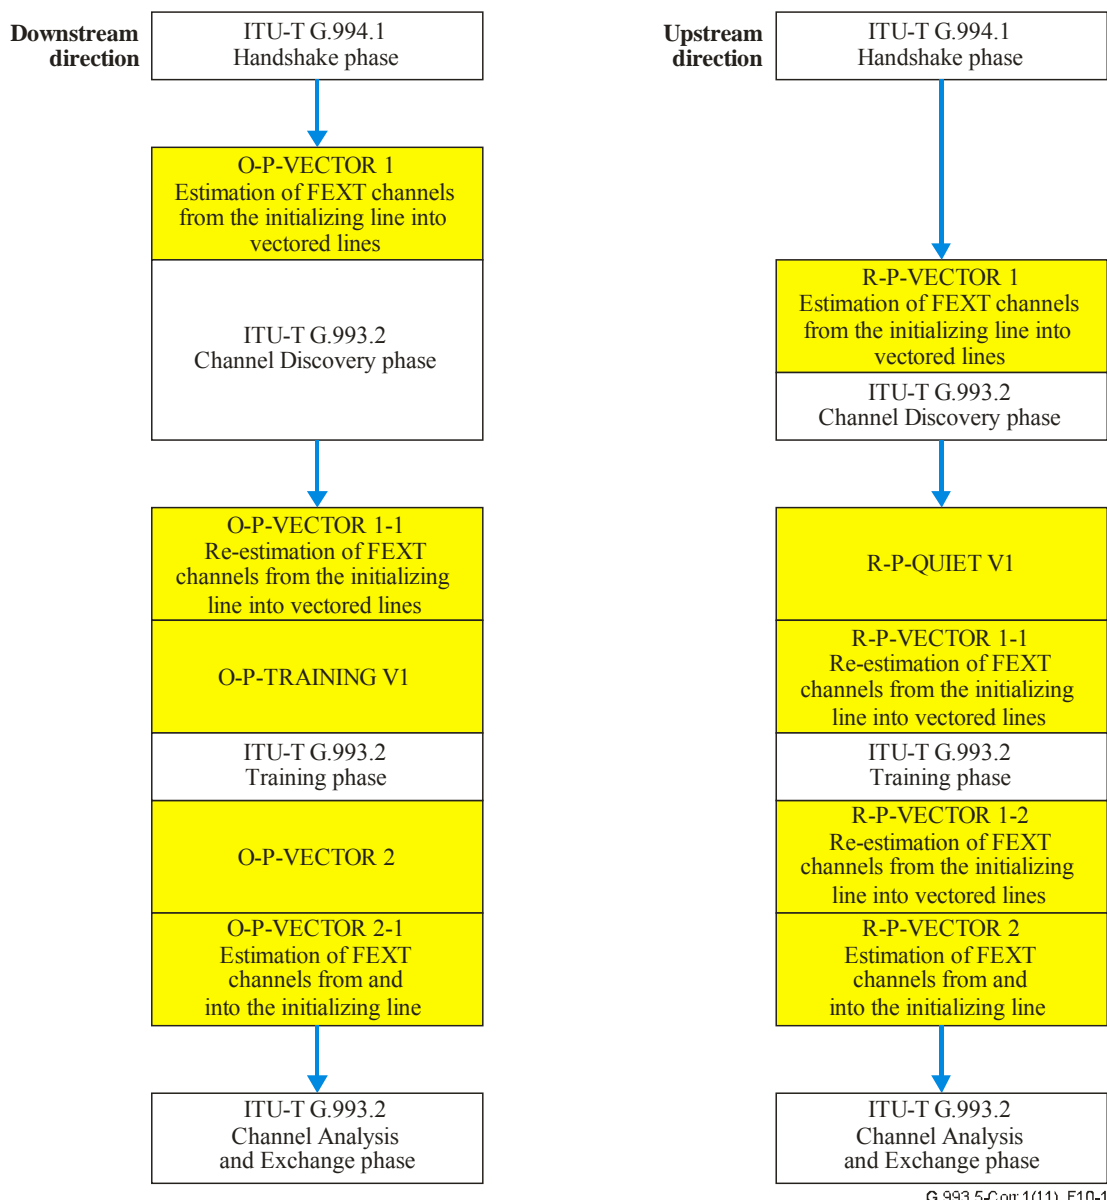 Downstream
direction
ITU-T G.994.1
Handshake phase
O-P-VECTOR 1
Estimation of FEXT channels
from the initializing line into
vectored lines
ITU-T G.993.2
Channel Discovery phase
O-P-VECTOR 1-1
Re-estimation of FEXT
channels from the initializing
line into vectored lines
O-P-TRAINING V1
ITU-T G.993.2
Training phase
O-P-VECTOR 2
O-P-VECTOR 2-1
Estimation of FEXT
channels from and
into the initializing line
ITU-T G.993.2
Channel Analysis
and Exchange phase
Upstream
direction
ITU-T G.994.1
Handshake phase
R-P-VECTOR 1
Estimation of FEXT channels
from the initializing line into
vectored lines
ITU-T G.993.2
Channel Discovery phase
R-P-QUIET V1
R-P-VECTOR 1-1
Re-estimation of FEXT
channels from the initializing
line into vectored lines
ITU-T G.993.2
Training phase
R-P-VECTOR 1-2
Re-estimation of FEXT
channels from the initializing
line into vectored lines
R-P-VECTOR 2
Estimation of FEXT
channels from and
into the initializing line
ITU-T G.993.2
Channel Analysis
and Exchange phase
G.993.5-Corr.1(11)_F10-1